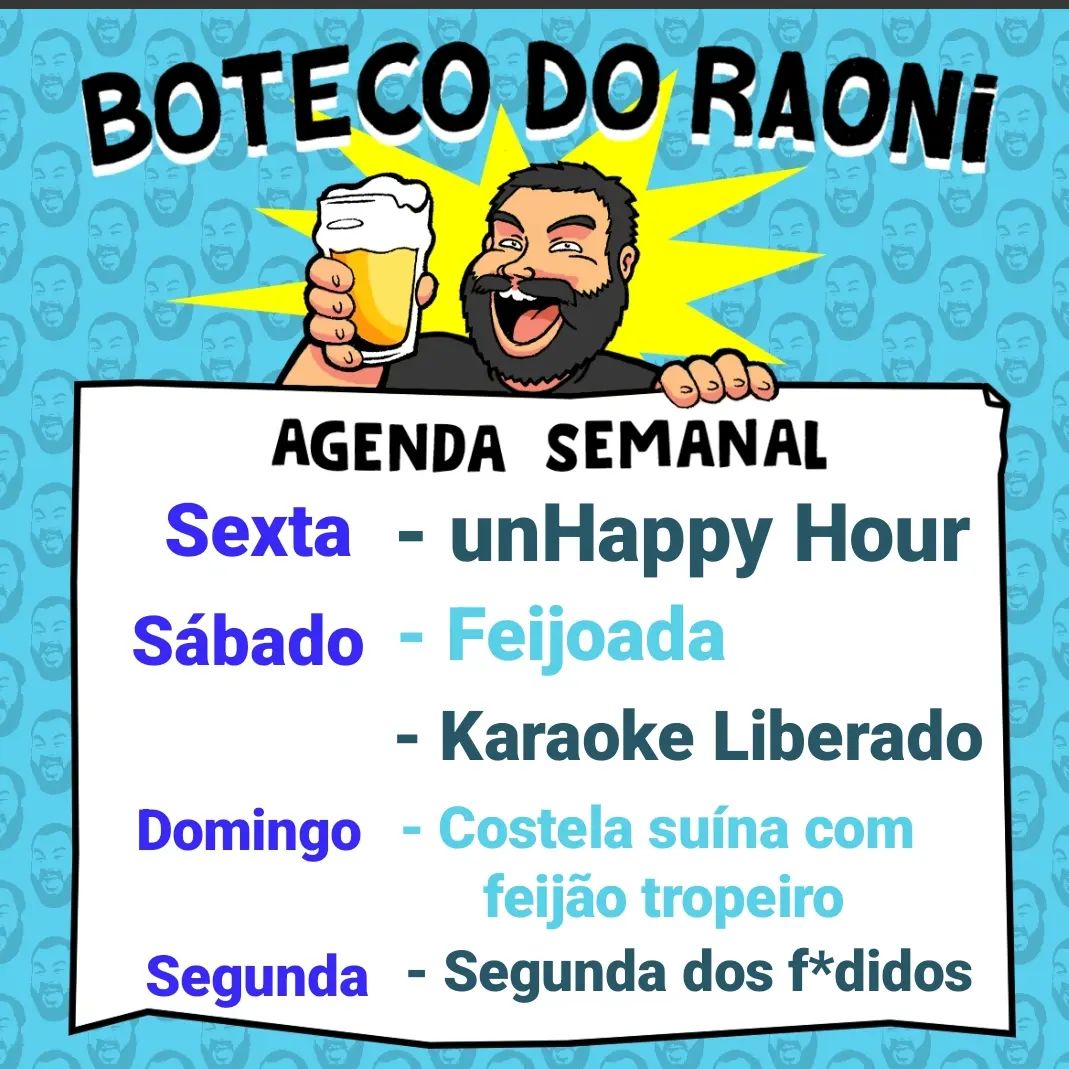 BOTECO DO RAONi
AGENDA SEMANAL
Sexta - unHappy Hour
Sábado - Feijoada
- Karaoke Liberado
Domingo - Costela suína com
feijão tropeiro
Segunda - Segunda dos f*didos